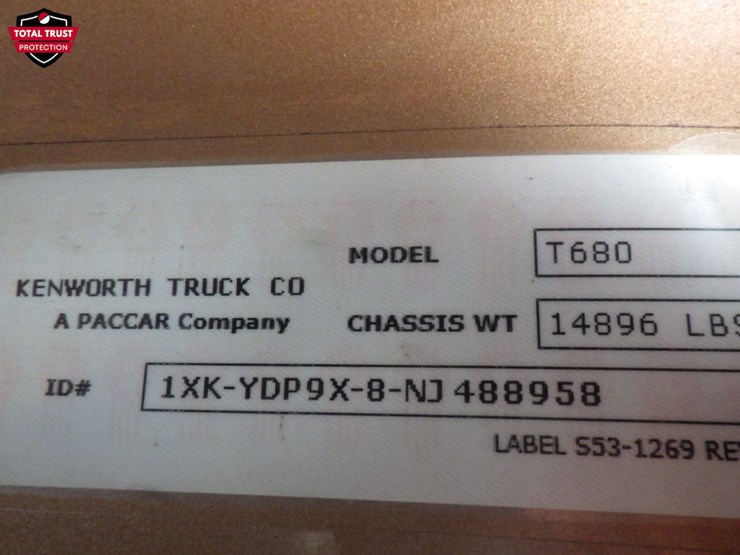 TOTAL TRUST
PROTECTION
MODEL T680
KENWORTH TRUCK CO
A PACCAR Company
CHASSIS WT 14896 LBS
ID# 1XK-YDP9X-8-NJ488958
LABEL S53-1269 RE